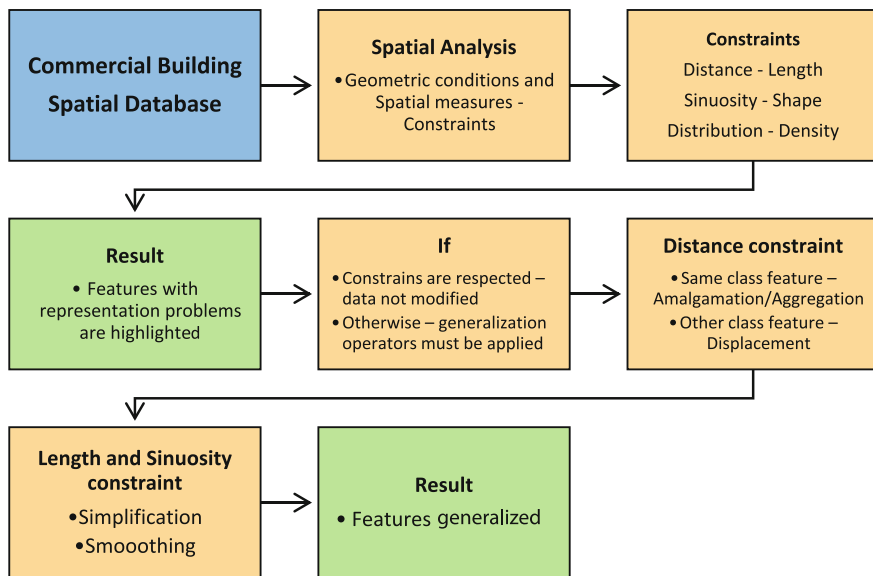 Commercial Building
Spatial Database
Spatial Analysis
•Geometric conditions and
Spatial measures -
Constraints
Constraints
Distance - Length
Sinuosity - Shape
Distribution - Density
Result
• Features with
representation problems
are highlighted
If
•Constrains are respected –
data not modified
•Otherwise – generalization
operators must be applied
Distance constraint
•Same class feature –
Amalgamation/Aggregation
•Other class feature –
Displacement
Length and Sinuosity
constraint
•Simplification
•Smooothing
Result
• Features generalized